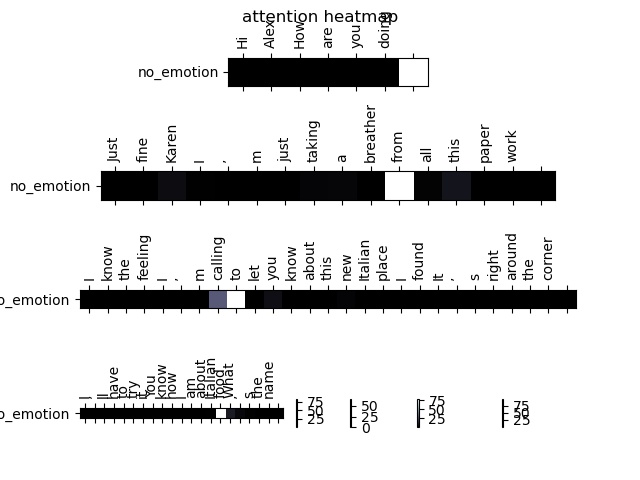 attention heatmap
Hi Alex How are you doing
no_emotion
Just fine Karen I , m just taking a breather from all this paper work
no_emotion
I know the feeling I , m calling to let you know about this new Italian place I found It , s right around the corner
o_emotion
I , ll have to try it You know how I am about Italian food What , s the name
o_emotion
75 50 25
50 25 0
75 50 25
75 50 25